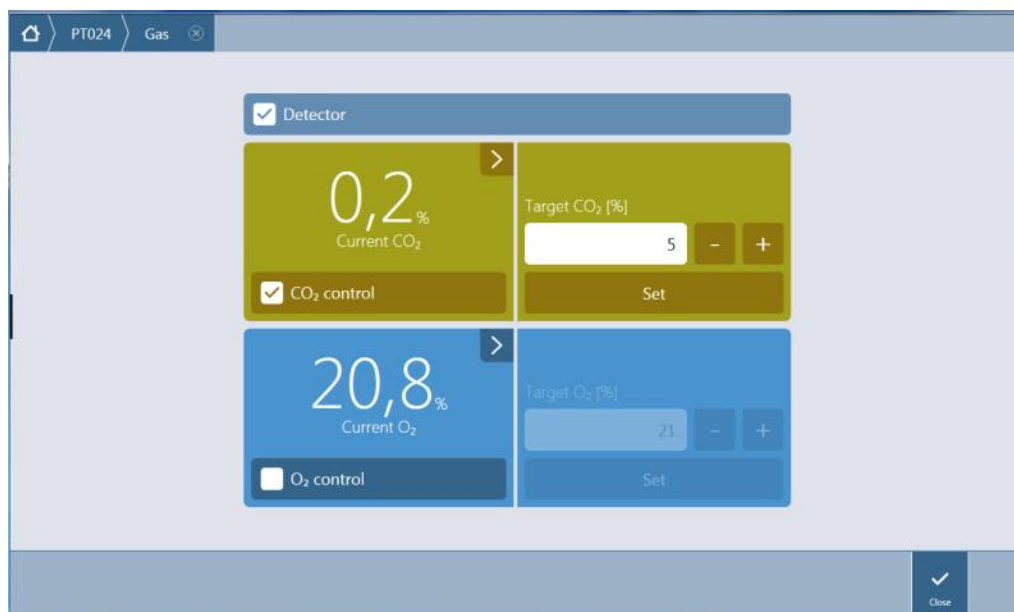 PT024 Gas
Detector
0,2 %
Current CO₂
CO₂ control
Target CO₂ [%]
5 - +
Set
20,8 %
Current O₂
O₂ control
Target O₂ [%]
21 - +
Set
Close